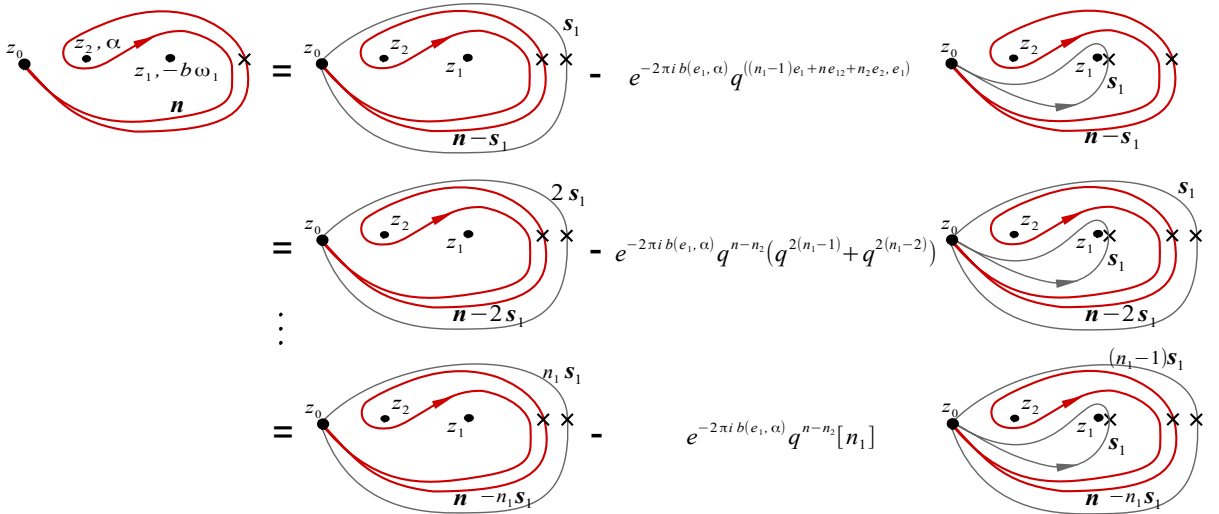 z₀ z₂, α z₁, −b ω₁ n = z₀ z₂ z₁ s₁ n−s₁ - e^{−2πi b(e₁, α)} q^{((n₁−1)e₁+ne₁₂+n₂e₂, e₁)} z₀ z₂ z₁ s₁ n−s₁
= z₀ z₂ z₁ 2 s₁ n−2 s₁ - e^{−2πi b(e₁, α)} q^{n−n₂}(q^{2(n₁−1)}+q^{2(n₁−2)}) z₀ z₂ z₁ s₁ s₁ n−2 s₁
⋮
= z₀ z₂ z₁ n₁ s₁ n −n₁ s₁ - e^{−2πi b(e₁, α)} q^{n−n₂}[n₁] z₀ z₂ z₁ s₁ (n₁−1)s₁ n −n₁ s₁